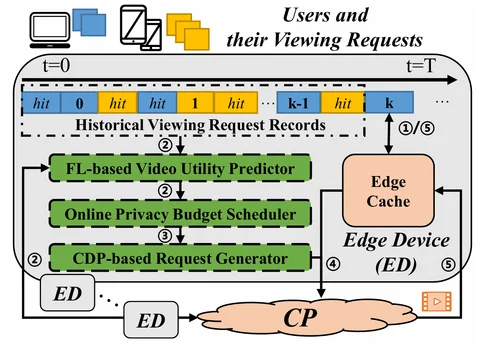 Users and
their Viewing Requests
t=0
t=T
hit 0 hit hit 1 hit ... k-1 hit k ...
Historical Viewing Request Records
①/⑤
②
FL-based Video Utility Predictor
②
Online Privacy Budget Scheduler
③
CDP-based Request Generator
Edge
Cache
Edge Device
(ED)
②
④
⑤
ED
...
ED
CP